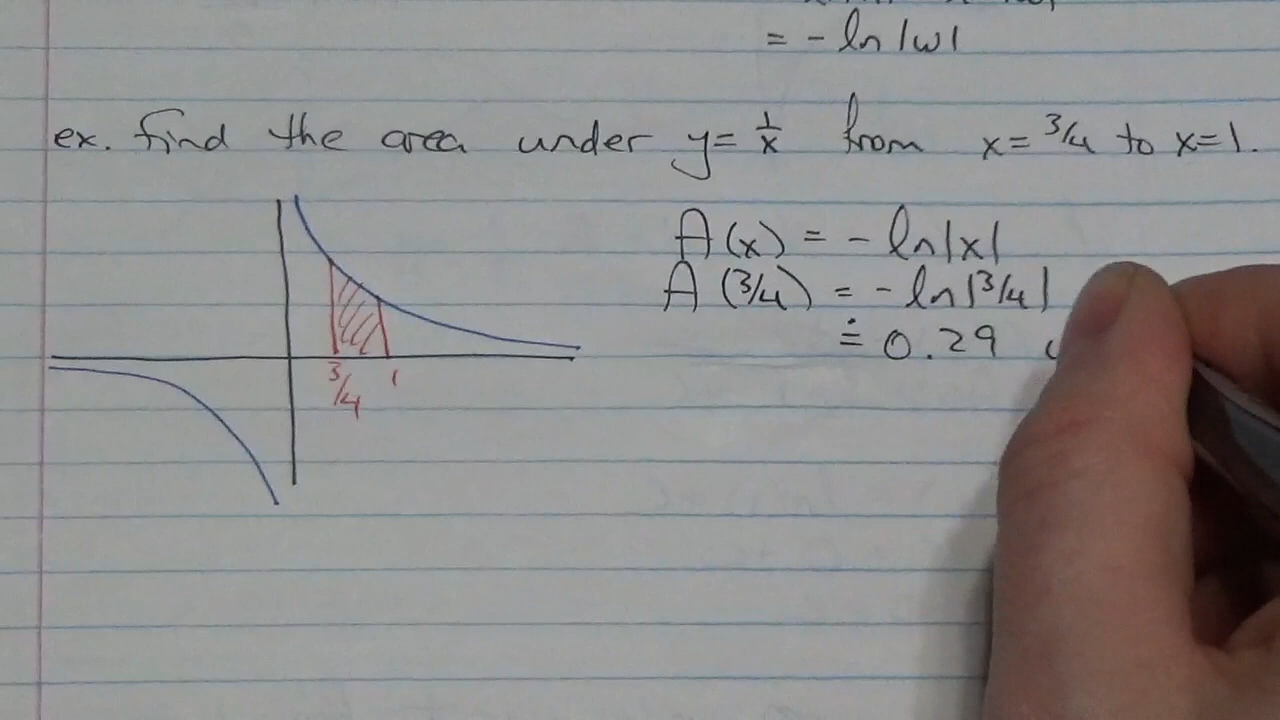 = - ln |w|
ex. find the area under y= 1/x from x= 3/4 to x=1.
A(x) = - ln|x|
A (3/4) = - ln|3/4|
≐ 0.29
3/4 1